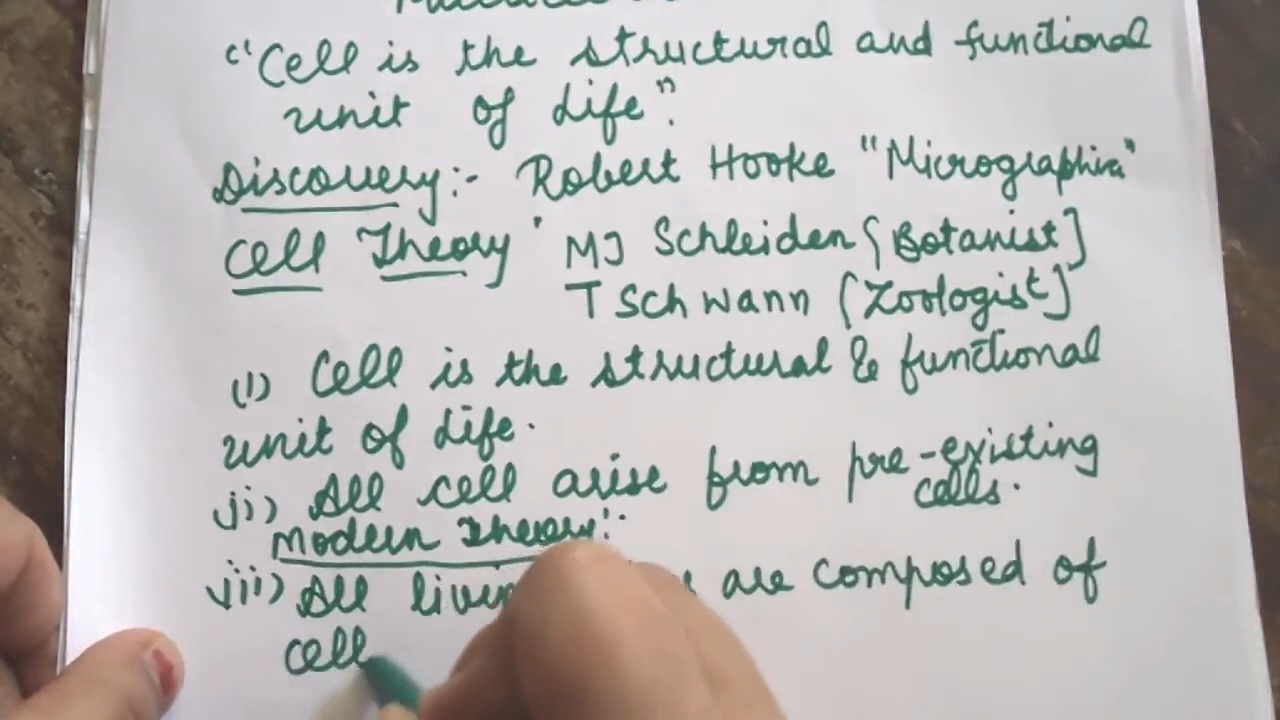 "Cell is the structural and functional
unit of Life".
Discovery:- Robert Hooke "Micrographia"
Cell Theory MJ Schleiden [Botanist]
T Schwann [Zoologist]
(i) Cell is the structural & functional
unit of Life.
ii) All cell arise from pre-existing
cells.
Modern Theory:
iii) All are composed of
cell